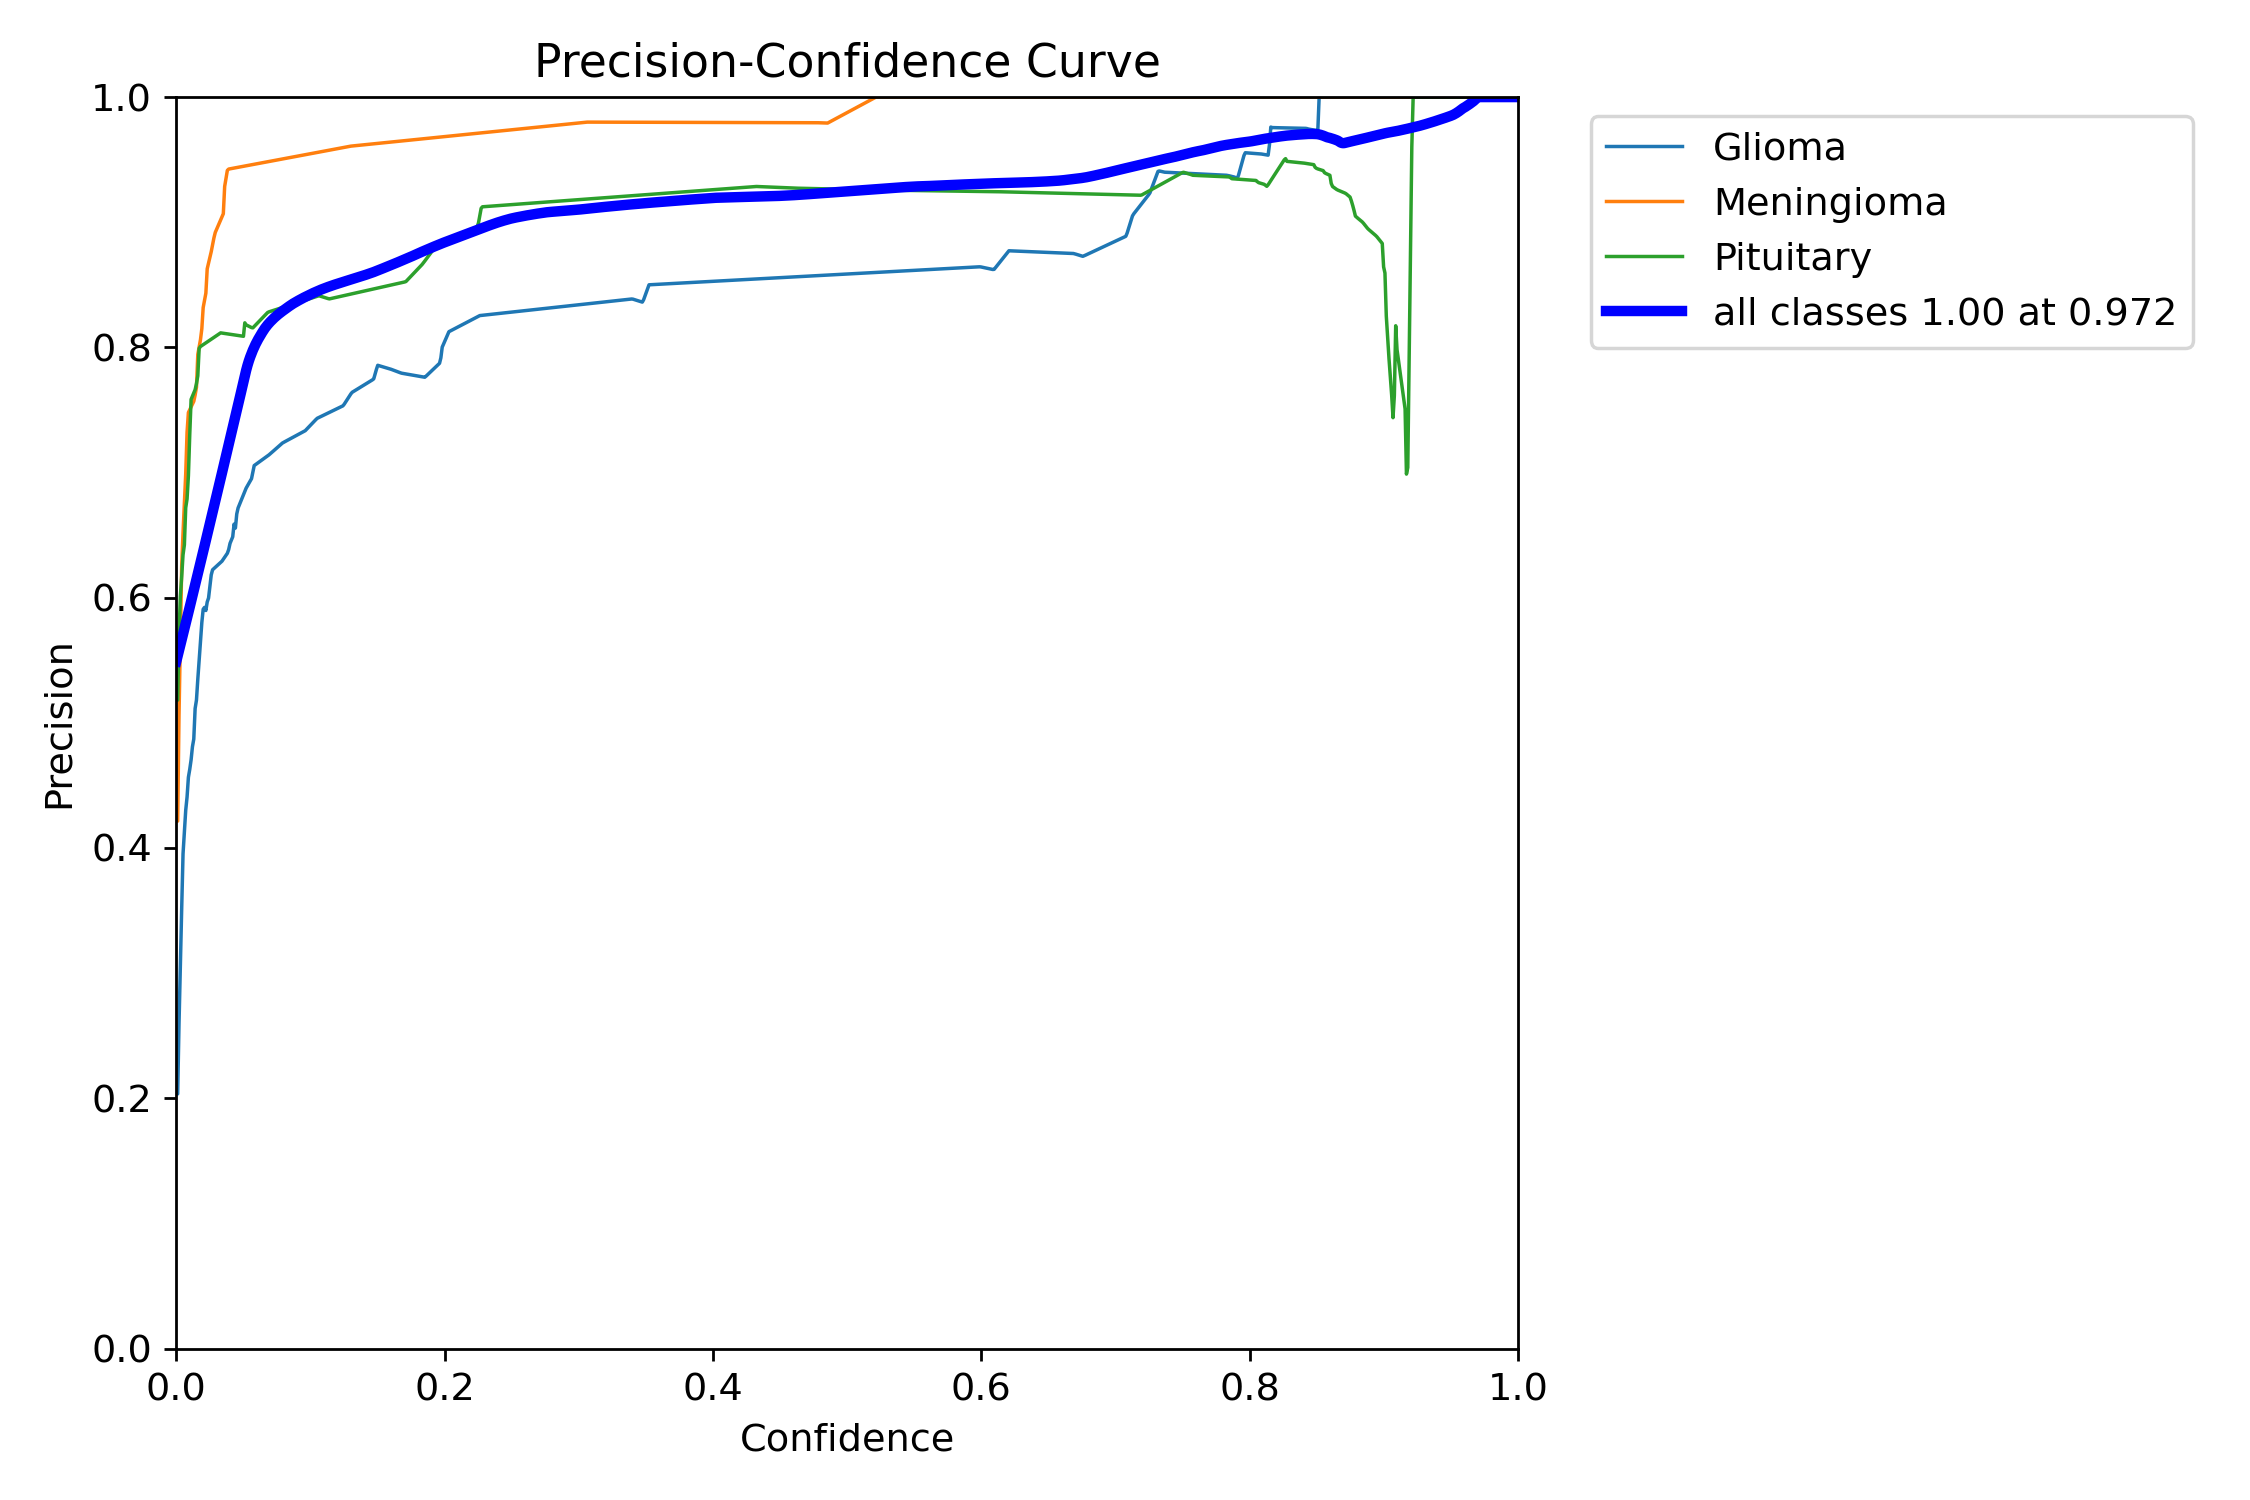 Precision-Confidence Curve
1.0
0.8
0.6
0.4
0.2
0.0
Precision
0.0 0.2 0.4 0.6 0.8 1.0
Confidence
Glioma
Meningioma
Pituitary
all classes 1.00 at 0.972